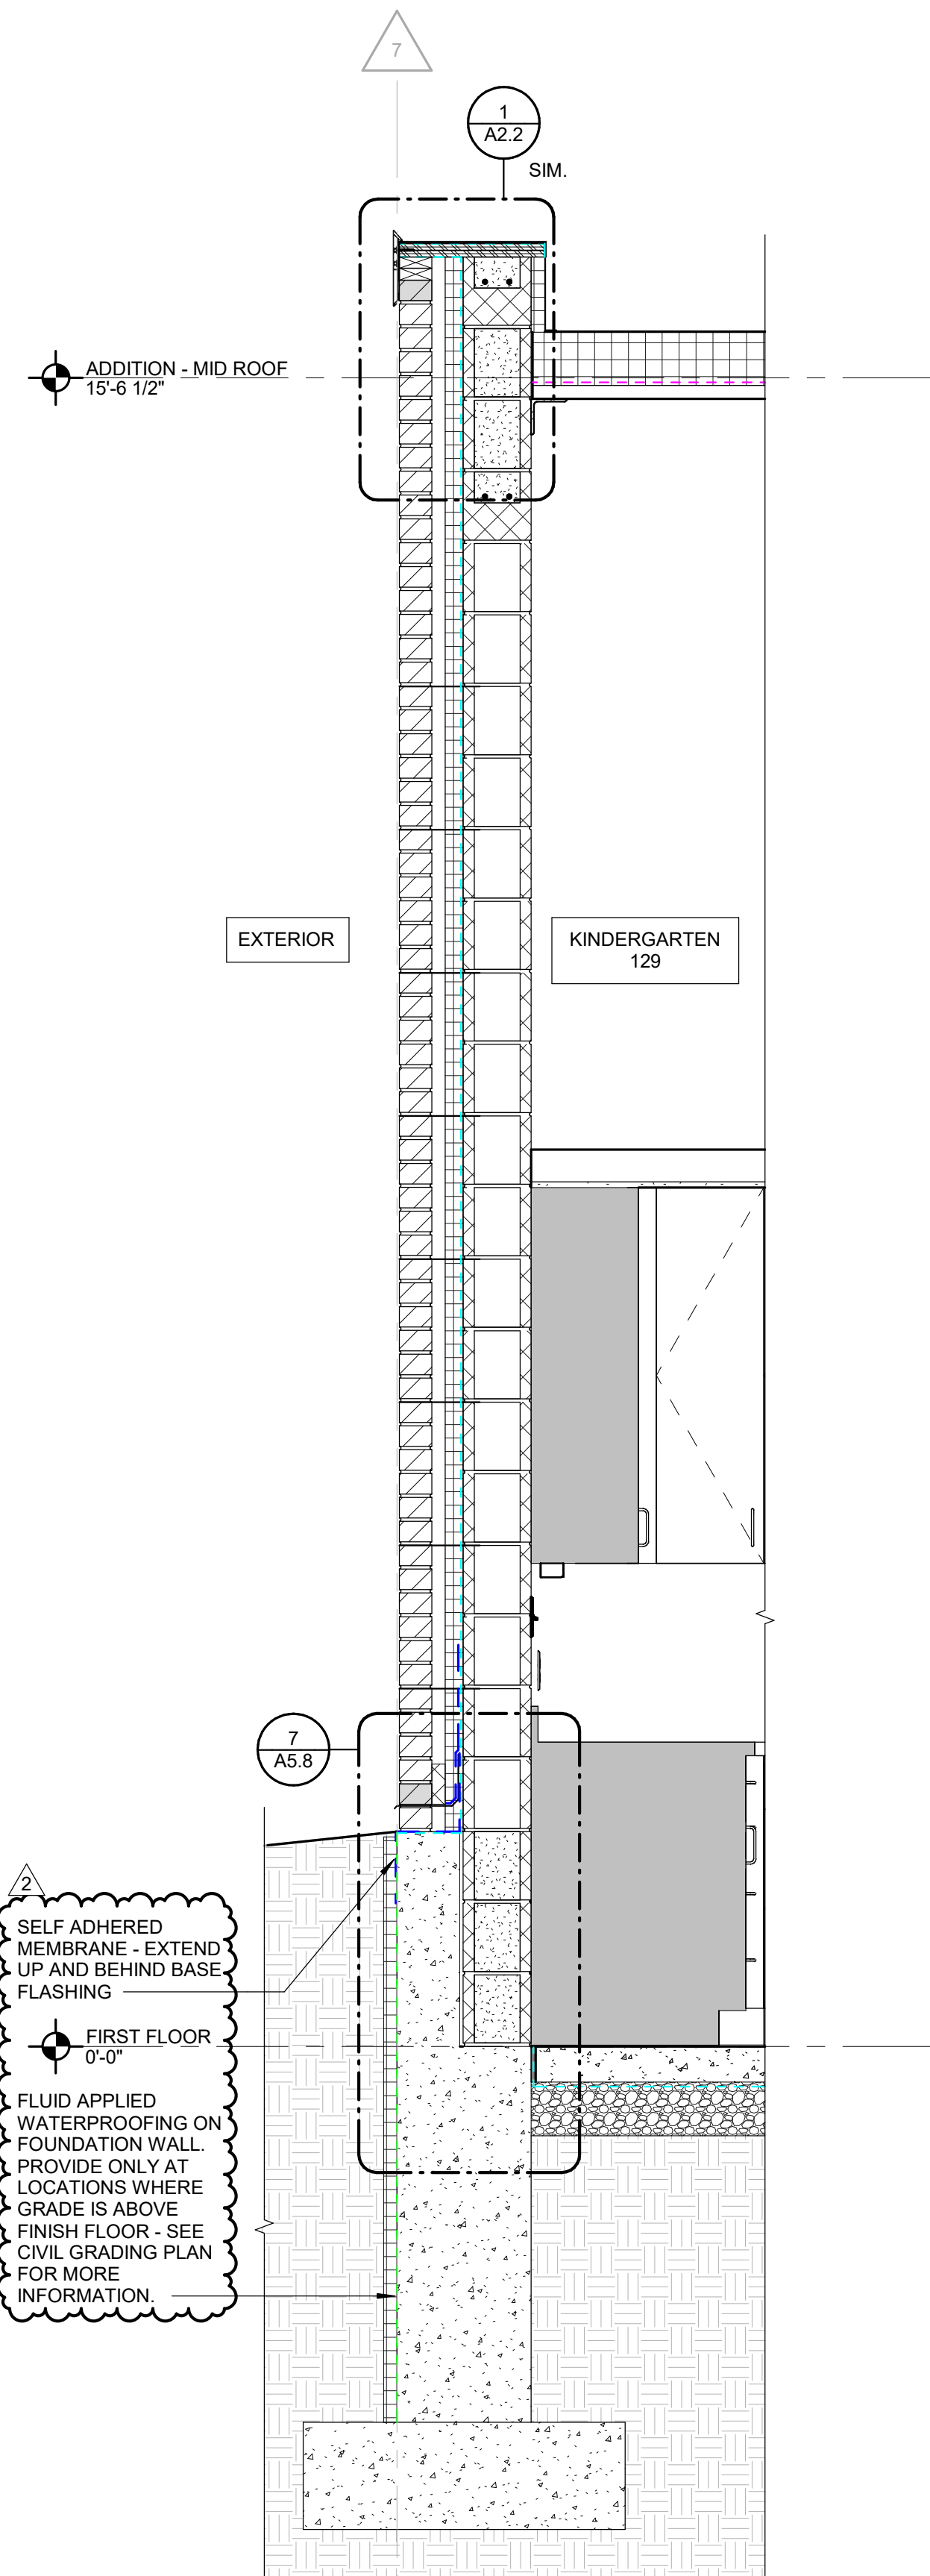 7
1
A2.2
SIM.
ADDITION - MID ROOF
15'-6 1/2"
EXTERIOR
KINDERGARTEN
129
7
A5.8
2
SELF ADHERED
MEMBRANE - EXTEND
UP AND BEHIND BASE
FLASHING
FIRST FLOOR
0'-0"
FLUID APPLIED
WATERPROOFING ON
FOUNDATION WALL.
PROVIDE ONLY AT
LOCATIONS WHERE
GRADE IS ABOVE
FINISH FLOOR - SEE
CIVIL GRADING PLAN
FOR MORE
INFORMATION.